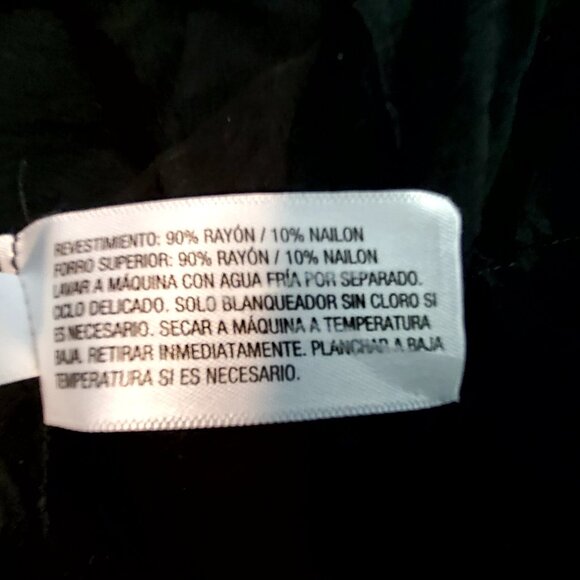 REVESTIMIENTO: 90% RAYÓN / 10% NAILON
FORRO SUPERIOR: 90% RAYÓN / 10% NAILON
LAVAR A MÁQUINA CON AGUA FRÍA POR SEPARADO.
CICLO DELICADO. SOLO BLANQUEADOR SIN CLORO SI
ES NECESARIO. SECAR A MÁQUINA A TEMPERATURA
BAJA. RETIRAR INMEDIATAMENTE. PLANCHAR A BAJA
TEMPERATURA SI ES NECESARIO.